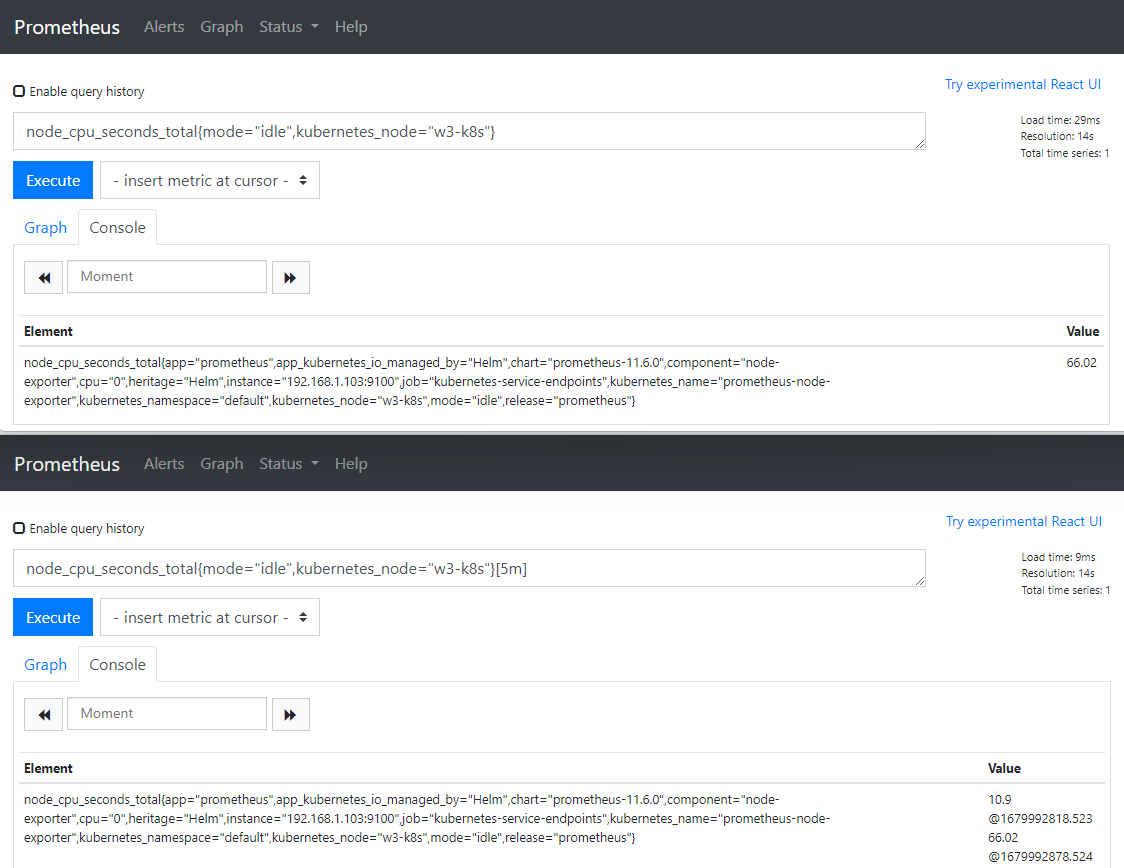 Prometheus Alerts Graph Status Help
Enable query history
Try experimental React UI
node_cpu_seconds_total{mode="idle",kubernetes_node="w3-k8s"}
Load time: 29ms
Resolution: 14s
Total time series: 1
Execute - insert metric at cursor -
Graph Console
Moment
Element Value
node_cpu_seconds_total{app="prometheus",app_kubernetes_io_managed_by="Helm",chart="prometheus-11.6.0",component="node-
exporter",cpu="0",heritage="Helm",instance="192.168.1.103:9100",job="kubernetes-service-endpoints",kubernetes_name="prometheus-node-
exporter",kubernetes_namespace="default",kubernetes_node="w3-k8s",mode="idle",release="prometheus"}
66.02
Prometheus Alerts Graph Status Help
Enable query history
Try experimental React UI
node_cpu_seconds_total{mode="idle",kubernetes_node="w3-k8s"}[5m]
Load time: 9ms
Resolution: 14s
Total time series: 1
Execute - insert metric at cursor -
Graph Console
Moment
Element Value
node_cpu_seconds_total{app="prometheus",app_kubernetes_io_managed_by="Helm",chart="prometheus-11.6.0",component="node-
exporter",cpu="0",heritage="Helm",instance="192.168.1.103:9100",job="kubernetes-service-endpoints",kubernetes_name="prometheus-node-
exporter",kubernetes_namespace="default",kubernetes_node="w3-k8s",mode="idle",release="prometheus"}
10.9
@1679992818.523
66.02
@1679992878.524